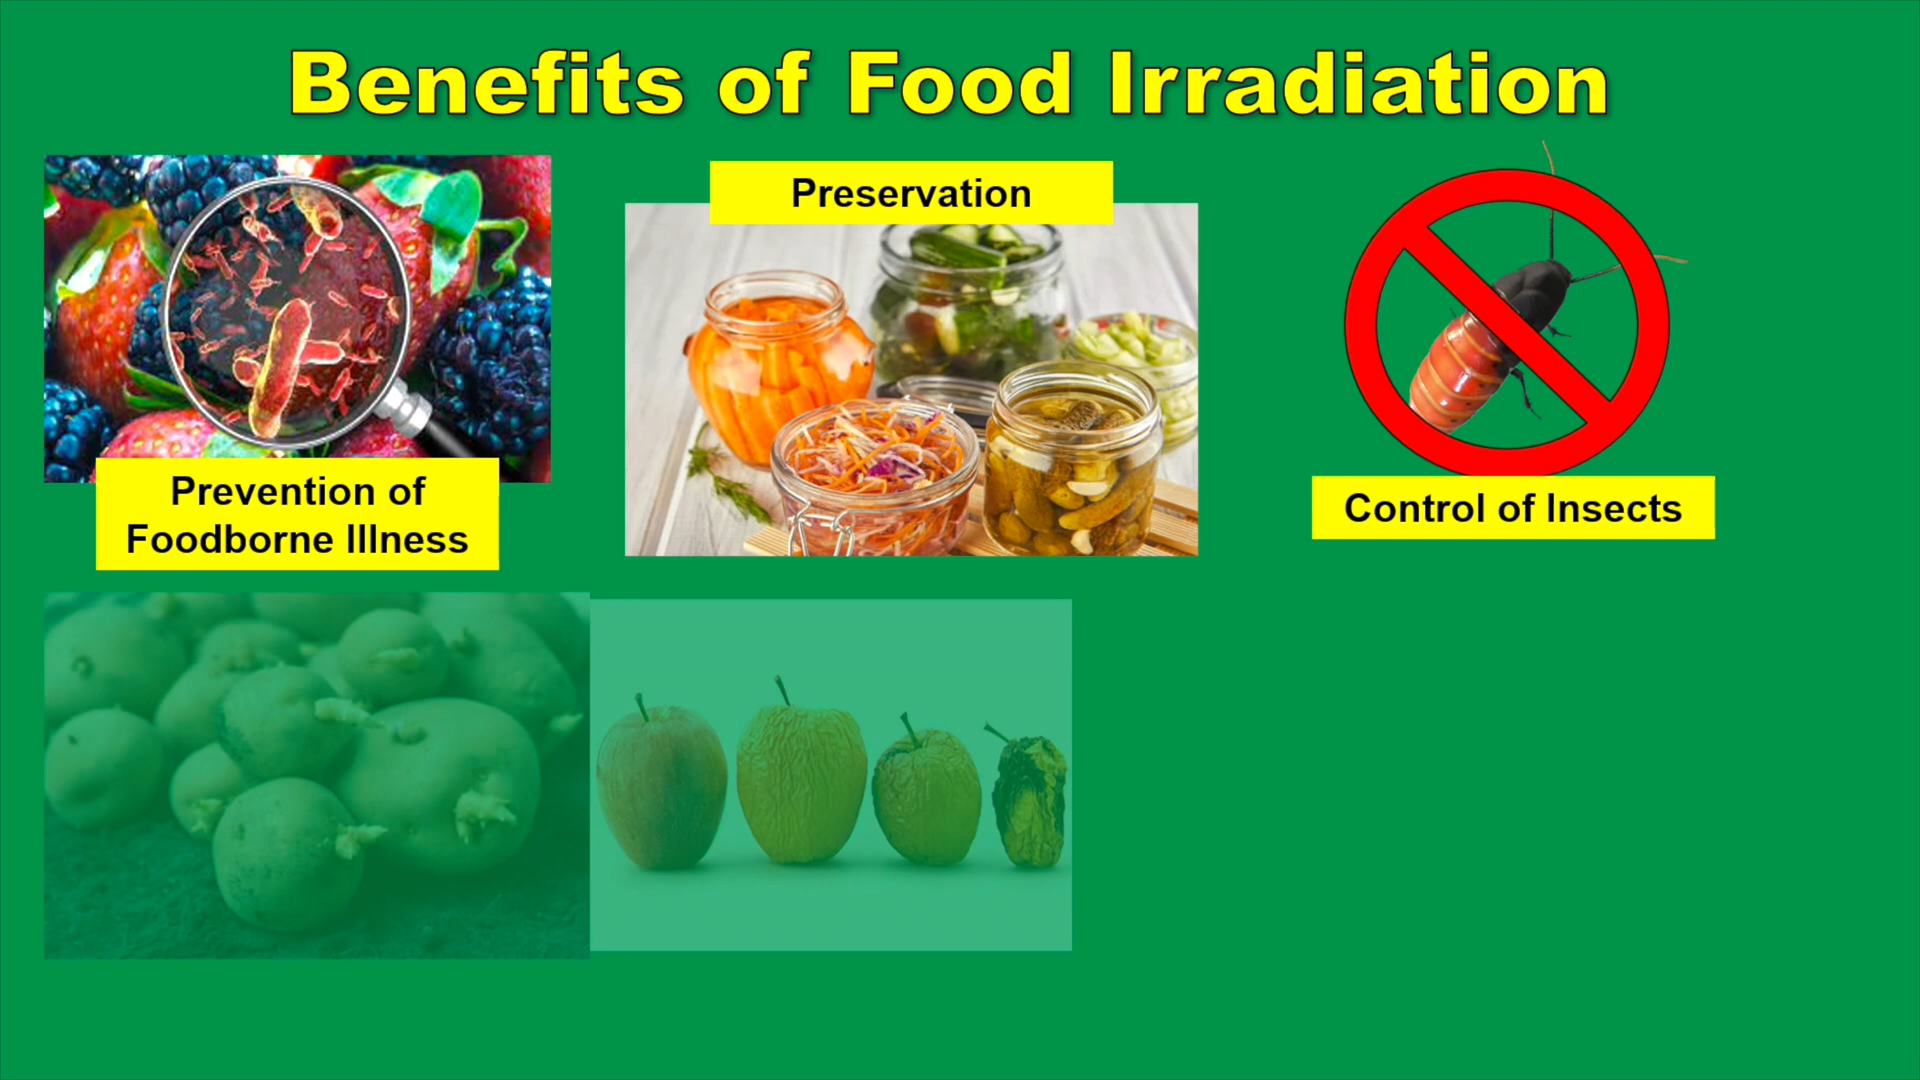 Benefits of Food Irradiation
Prevention of
Foodborne Illness
Preservation
Control of Insects